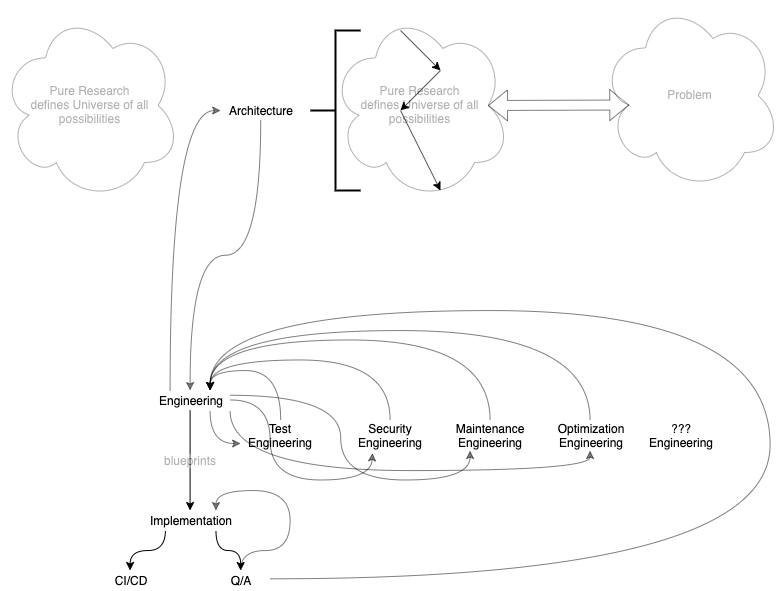 Pure Research
defines Universe of all
possibilities
Architecture
Pure Research
defines Universe of all
possibilities
Problem
Engineering
Test
Engineering
Security
Engineering
Maintenance
Engineering
Optimization
Engineering
???
Engineering
blueprints
Implementation
CI/CD
Q/A